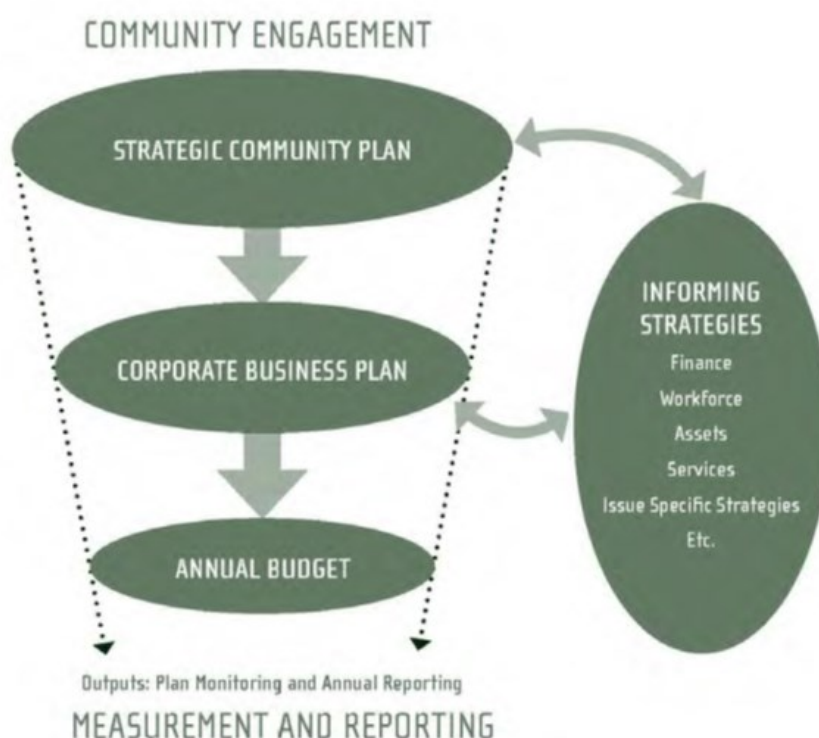 COMMUNITY ENGAGEMENT
STRATEGIC COMMUNITY PLAN
CORPORATE BUSINESS PLAN
ANNUAL BUDGET
INFORMING
STRATEGIES
Finance
Workforce
Assets
Services
Issue Specific Strategies
Etc.
Outputs: Plan Monitoring and Annual Reporting
MEASUREMENT AND REPORTING